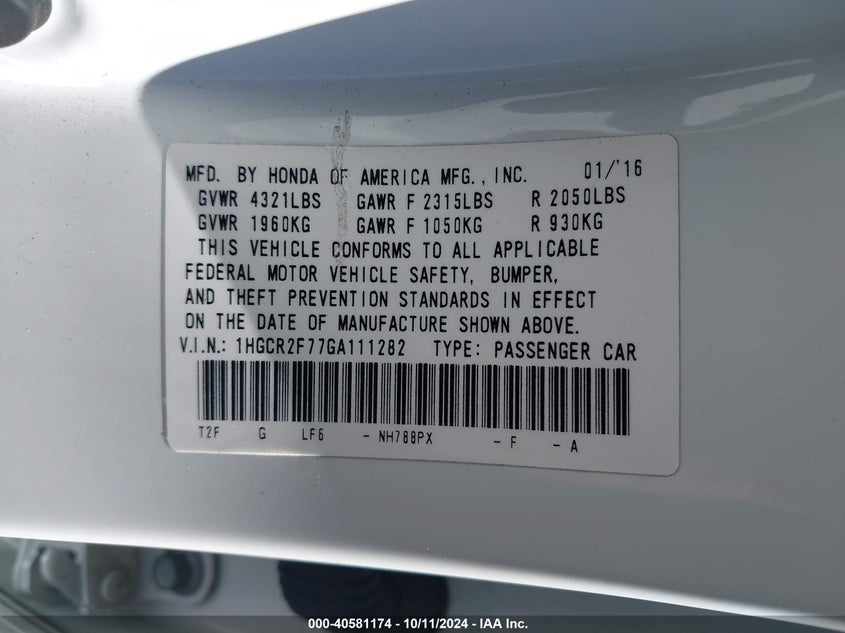 MFD. BY HONDA OF AMERICA MFG., INC. 01/'16
GVWR 4321LBS GAWR F 2315LBS R 2050LBS
GVWR 1960KG GAWR F 1050KG R 930KG
THIS VEHICLE CONFORMS TO ALL APPLICABLE
FEDERAL MOTOR VEHICLE SAFETY, BUMPER,
AND THEFT PREVENTION STANDARDS IN EFFECT
ON THE DATE OF MANUFACTURE SHOWN ABOVE.
V.I.N.: 1HGCR2F77GA111282 TYPE: PASSENGER CAR
T2F G LF6 - NH788PX - F - A
000-40581174 - 10/11/2024 - IAA Inc.